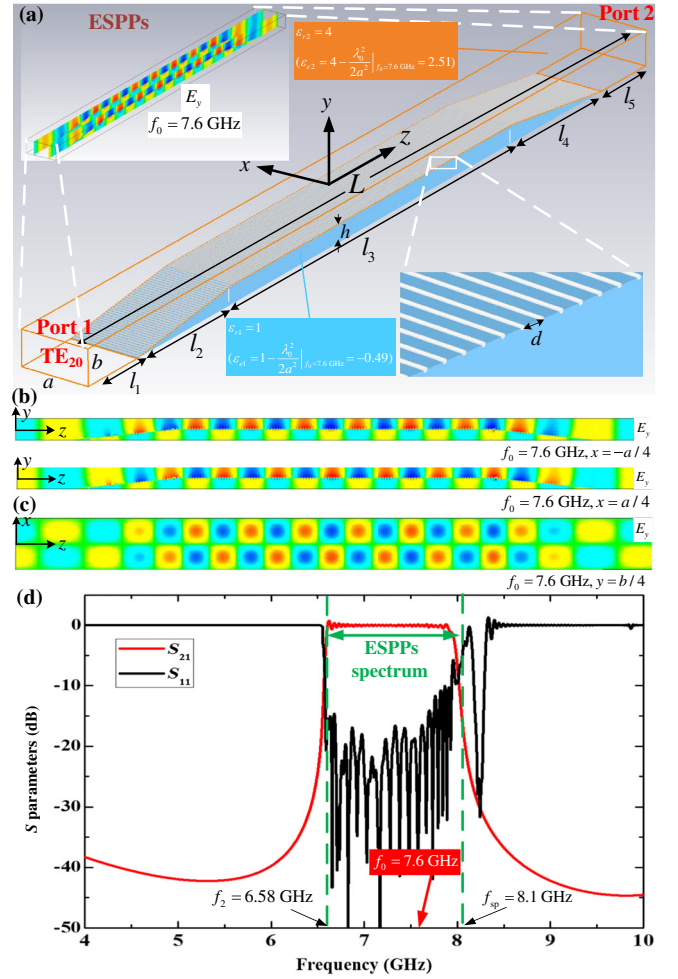 (a)
ESPPs
E_y
f_0 = 7.6 GHz
ε_r2 = 4
(ε_e2 = 4 − λ_0^2/2a^2 |_{f_0=7.6 GHz} = 2.51)
Port 2
y
z
x
L
l_5
l_4
h
l_3
Port 1
TE_20
b
a
l_1
l_2
ε_r1 = 1
(ε_e1 = 1 − λ_0^2/2a^2 |_{f_0=7.6 GHz} = −0.49)
d
(b)
y
z
E_y
f_0 = 7.6 GHz, x = −a / 4
y
z
E_y
f_0 = 7.6 GHz, x = a / 4
(c)
x
z
E_y
f_0 = 7.6 GHz, y = b / 4
(d)
S_21
S_11
ESPPs
spectrum
f_0 = 7.6 GHz
f_2 = 6.58 GHz
f_sp = 8.1 GHz
0
-10
-20
-30
-40
-50
S parameters (dB)
4 5 6 7 8 9 10
Frequency (GHz)